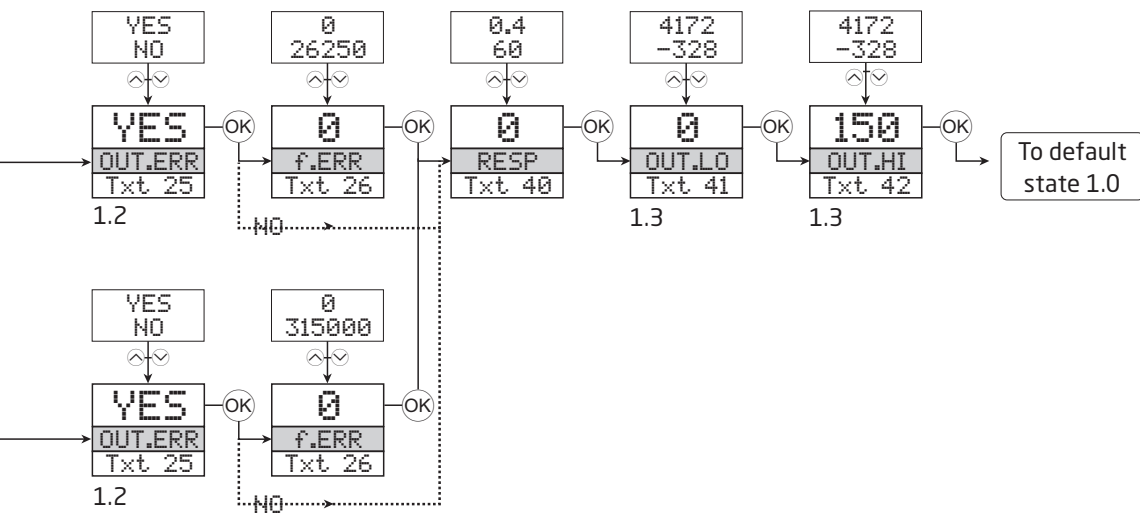 YES
NO
0
26250
0.4
60
4172
-328
4172
-328
YES
OK
0
OK
0
OK
0
OK
150
OK
OUT.ERR
f.ERR
RESP
OUT.LO
OUT.HI
Txt 25
Txt 26
Txt 40
Txt 41
Txt 42
To default
state 1.0
1.2
NO
1.3
1.3
YES
NO
0
315000
YES
OK
0
OK
OUT.ERR
f.ERR
Txt 25
Txt 26
1.2
NO